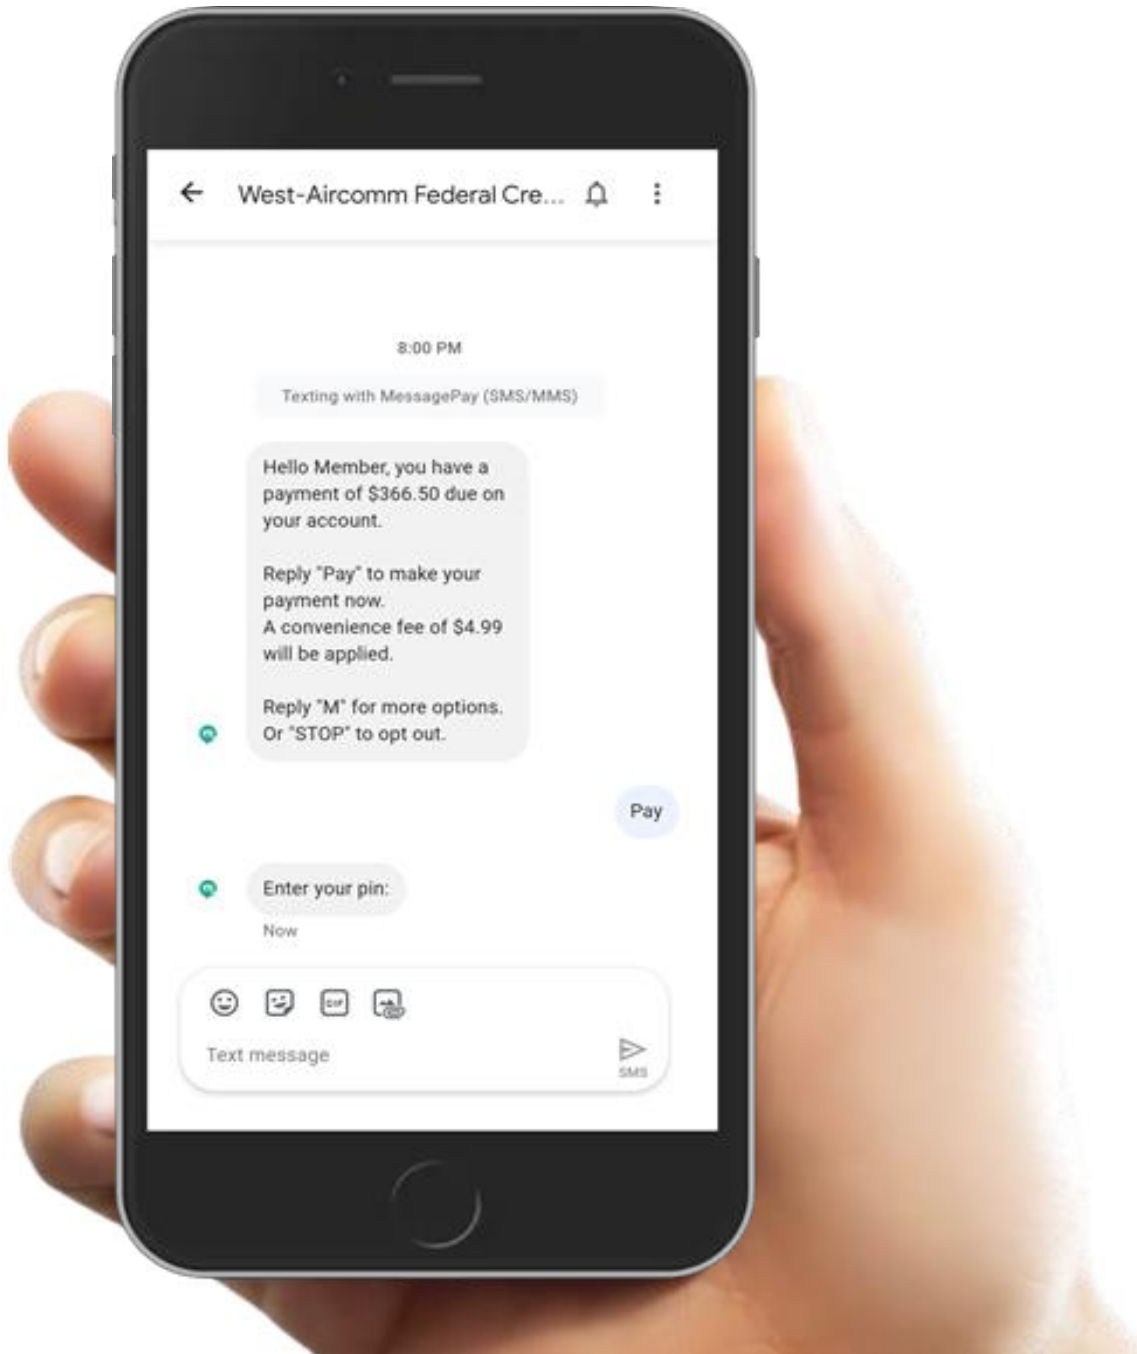 West-Aircomm Federal Cre...
8:00 PM
Texting with MessagePay (SMS/MMS)
Hello Member, you have a
payment of $366.50 due on
your account.
Reply "Pay" to make your
payment now.
A convenience fee of $4.99
will be applied.
Reply "M" for more options.
Or "STOP" to opt out.
Pay
Enter your pin:
Now
GIF
Text message
SMS